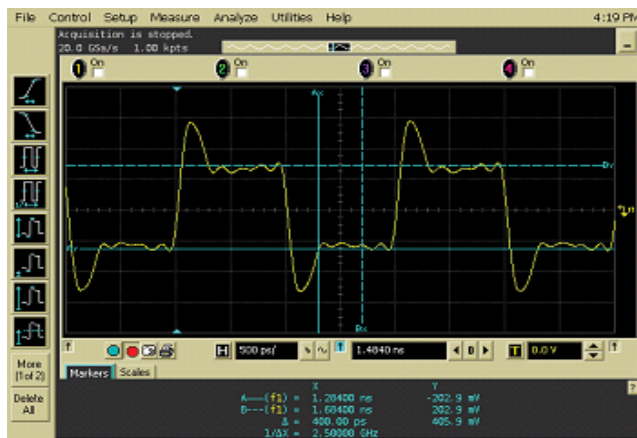 File Control Setup Measure Analyze Utilities Help 4:19 PM
Acquisition is stopped.
20.0 GSa/s 1.00 kpts
1 On 2 On 3 On 4 On
Ax
By
Ay
Bx
More
(1 of 2)
Delete
All
H 500 ps/ 1.4840 ns 0 T 0.0 V
Markers Scales
X Y
A—(f1) = 1.20400 ns -202.9 mV
B---(f1) = 1.60400 ns 202.9 mV
Δ = 400.00 ps 405.9 mV
1/ΔX = 2.50000 GHz
?